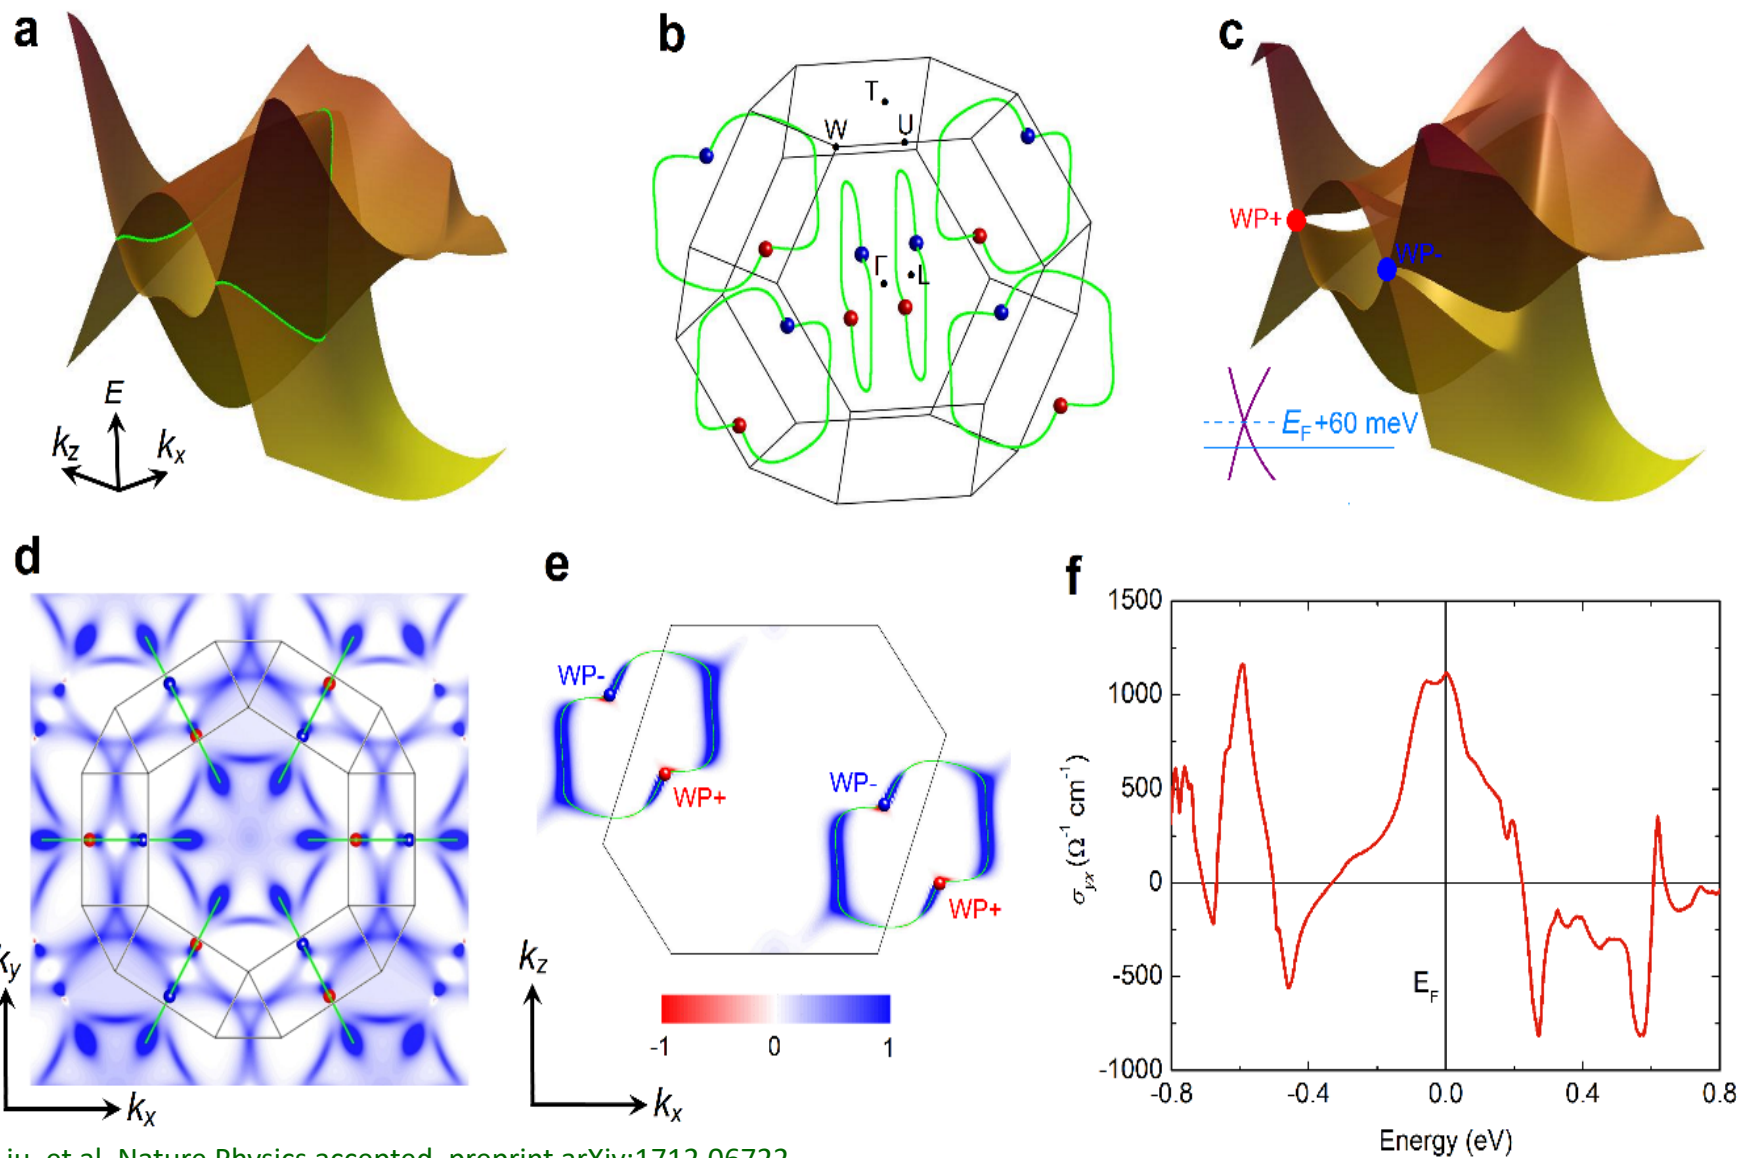 a
b
c
T
W
U
Γ
L
WP+
WP-
E
k_z
k_x
E_F+60 meV
d
e
f
WP-
WP+
WP-
WP+
k_y
k_x
k_z
k_x
-1 0 1
1500
1000
500
0
-500
-1000
σ_yx (Ω⁻¹ cm⁻¹)
E_F
-0.8 -0.4 0.0 0.4 0.8
Energy (eV)
et al. Nature Physics accepted, preprint arXiv:1712.06722